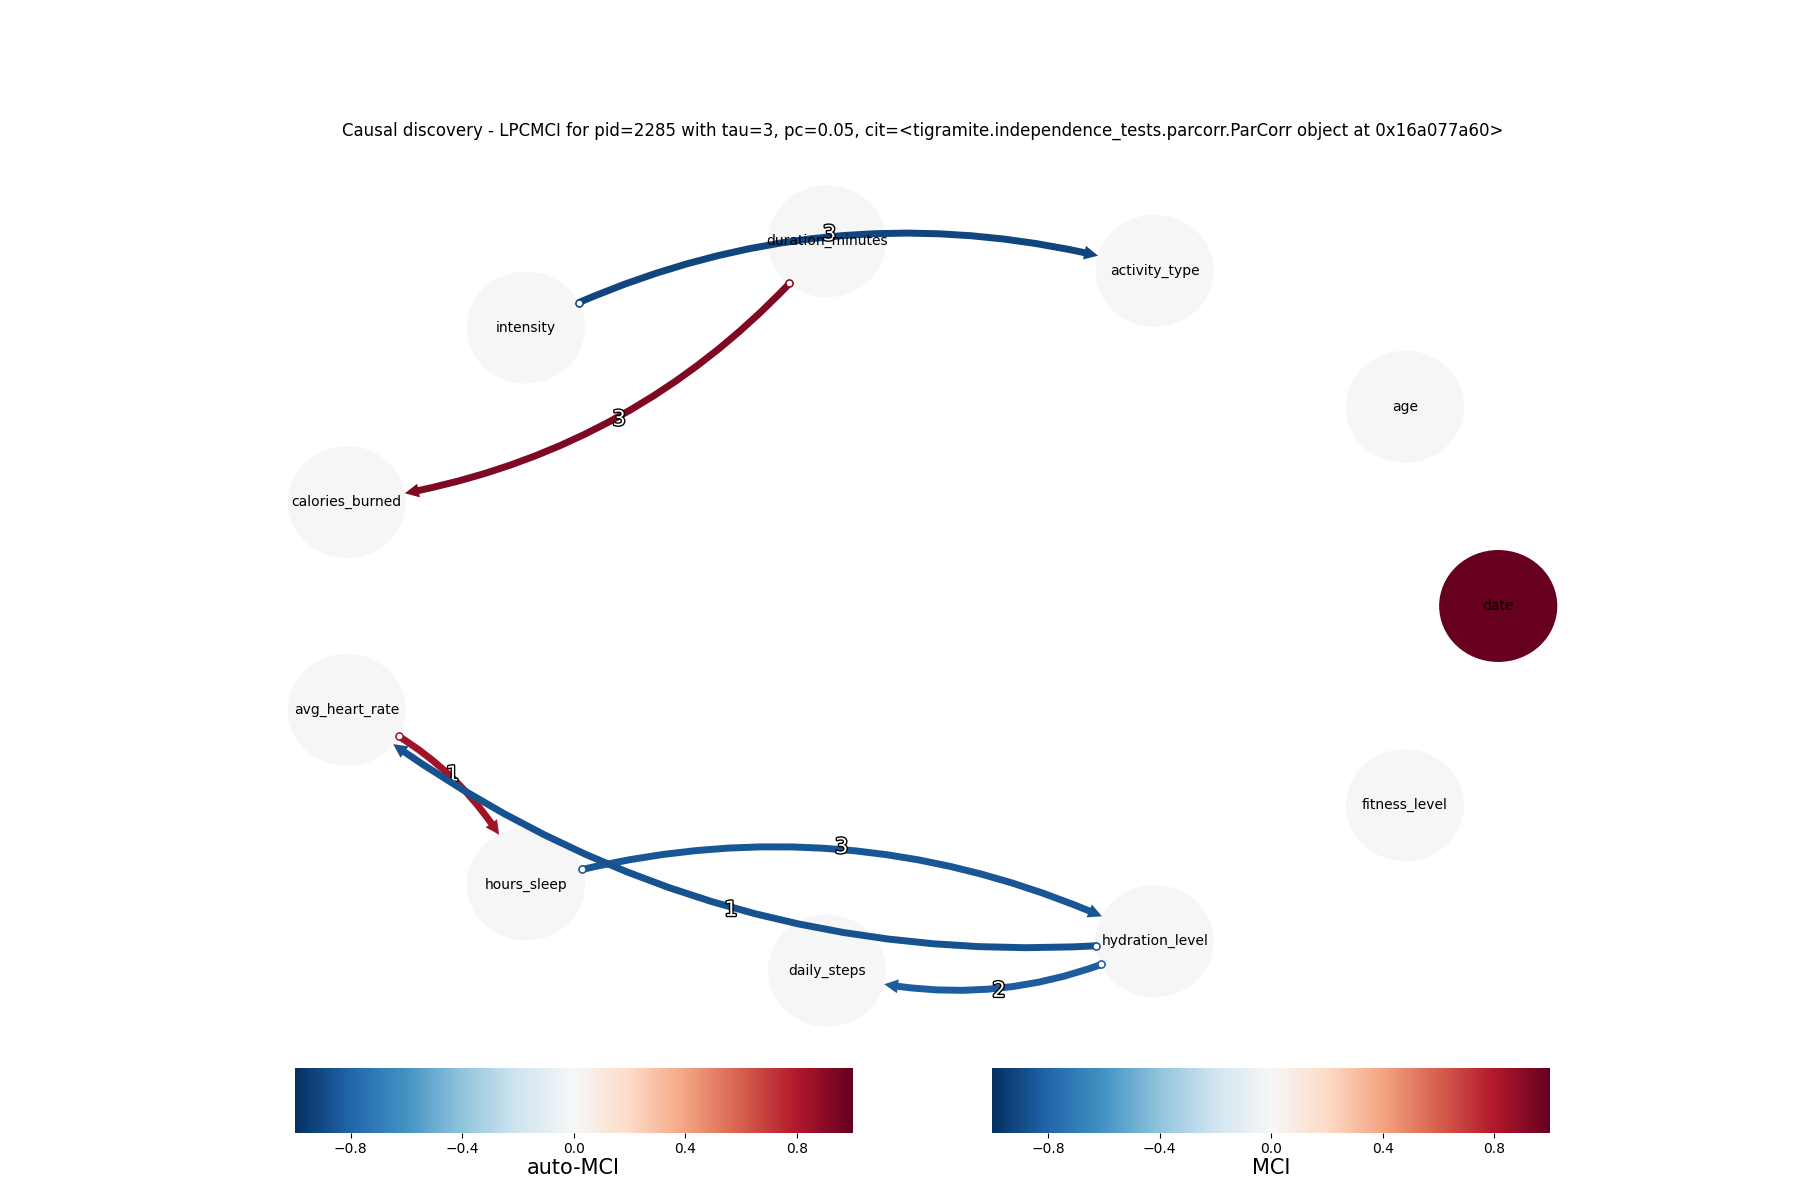 Causal discovery - LPCMCI for pid=2285 with tau=3, pc=0.05, cit=<tigramite.independence_tests.parcorr.ParCorr object at 0x16a077a60>
3
duration_minutes
activity_type
intensity
age
3
calories_burned
date
avg_heart_rate
1
fitness_level
3
hours_sleep
1
hydration_level
daily_steps
2
−0.8 −0.4 0.0 0.4 0.8
auto-MCI
−0.8 −0.4 0.0 0.4 0.8
MCI